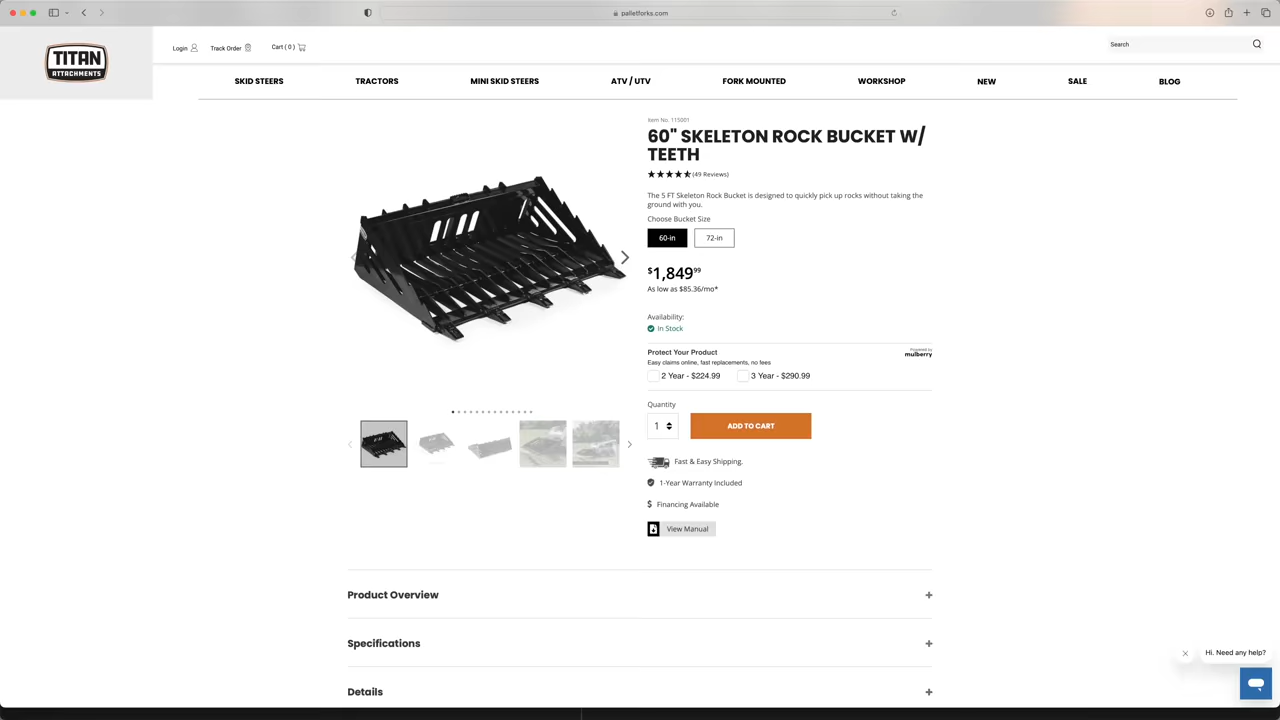 palletforks.com
TITAN
ATTACHMENTS
Login
Track Order
Cart ( 0 )
Search
SKID STEERS
TRACTORS
MINI SKID STEERS
ATV / UTV
FORK MOUNTED
WORKSHOP
NEW
SALE
BLOG
Item No. 115001
60" SKELETON ROCK BUCKET W/
TEETH
(49 Reviews)
The 5 FT Skeleton Rock Bucket is designed to quickly pick up rocks without taking the
ground with you.
Choose Bucket Size
60-in
72-in
$1,849.99
As low as $85.36/mo*
Availability:
In Stock
Protect Your Product
Powered by
mulberry
Easy claims online, fast replacements, no fees
2 Year - $224.99
3 Year - $290.99
Quantity
1
ADD TO CART
Fast & Easy Shipping.
1-Year Warranty Included
$ Financing Available
View Manual
Product Overview
+
Specifications
+
Details
+
Hi. Need any help?